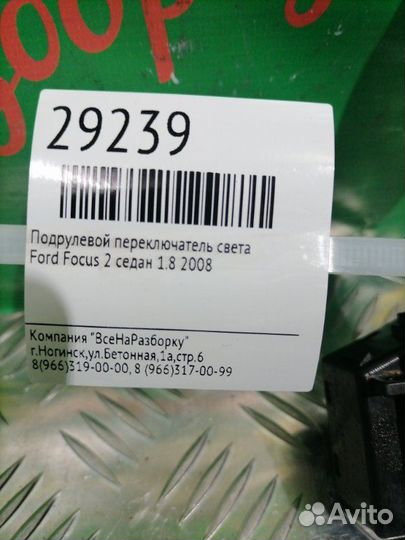 29239
Подрулевой переключатель света
Ford Focus 2 седан 1.8 2008
Компания "ВсеНаРазборку"
г.Ногинск,ул.Бетонная,1а,стр.6
8(966)319-00-00, 8 (966)317-00-99
Avito